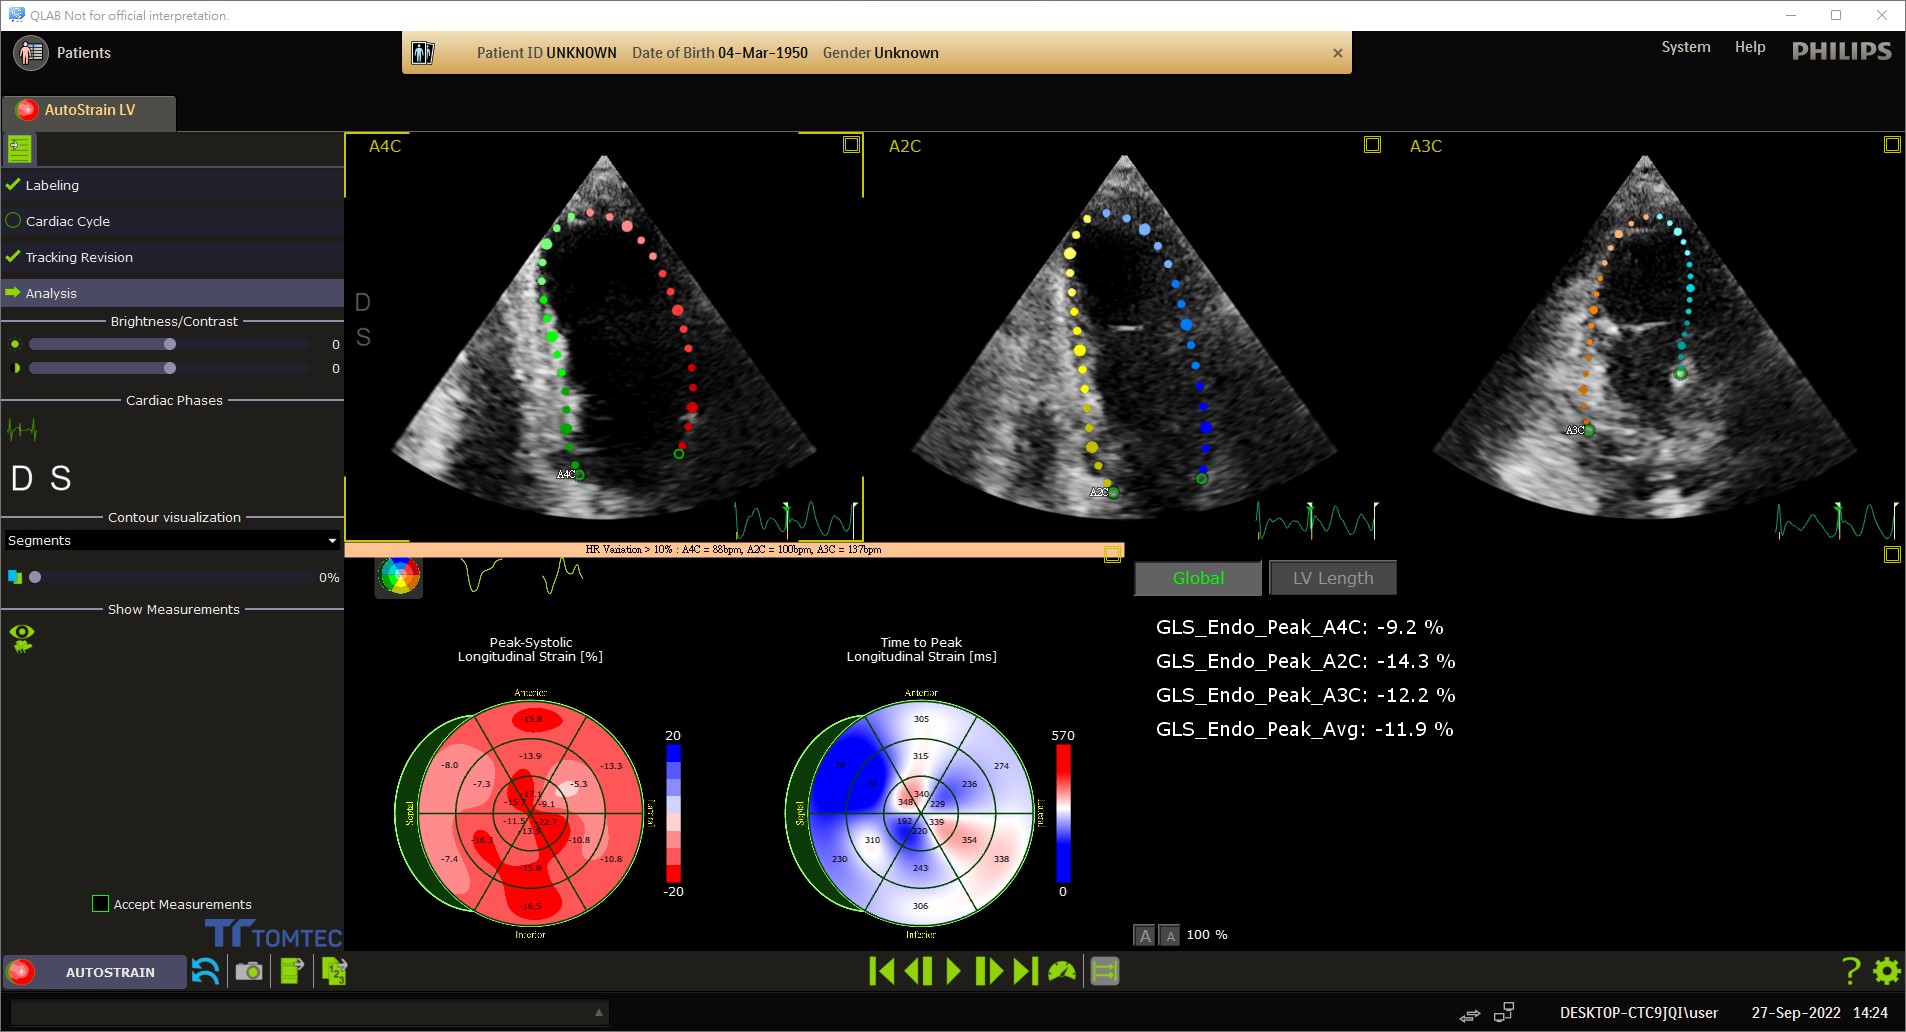 QLAB Not for official interpretation.
Patients
Patient ID UNKNOWN Date of Birth 04-Mar-1950 Gender Unknown
System Help PHILIPS
AutoStrain LV
Labeling
Cardiac Cycle
Tracking Revision
Analysis
Brightness/Contrast
0
0
Cardiac Phases
D S
Contour visualization
Segments
0%
Show Measurements
Accept Measurements
TOMTEC
A4C
A2C
A3C
D
S
A4C
A2C
A3C
HR Variation > 10% : A4C = 88bpm, A2C = 100bpm, A3C = 137bpm
Peak-Systolic
Longitudinal Strain [%]
Anterior
-15.8
-13.9
-8.0
-13.3
-7.3
-5.3
-17.1
-15.7
-9.1
-11.5
-22.7
-13.9
-16.3
-10.8
-7.4
-10.8
-15.8
-16.5
Septal
Lateral
Inferior
20
-20
Time to Peak
Longitudinal Strain [ms]
Anterior
305
315
70
274
74
236
340
348
229
192
339
220
310
354
230
338
243
306
Septal
Lateral
Inferior
570
0
Global LV Length
GLS_Endo_Peak_A4C: -9.2 %
GLS_Endo_Peak_A2C: -14.3 %
GLS_Endo_Peak_A3C: -12.2 %
GLS_Endo_Peak_Avg: -11.9 %
A A 100 %
AUTOSTRAIN
DESKTOP-CTC9JQI\user 27-Sep-2022 14:24